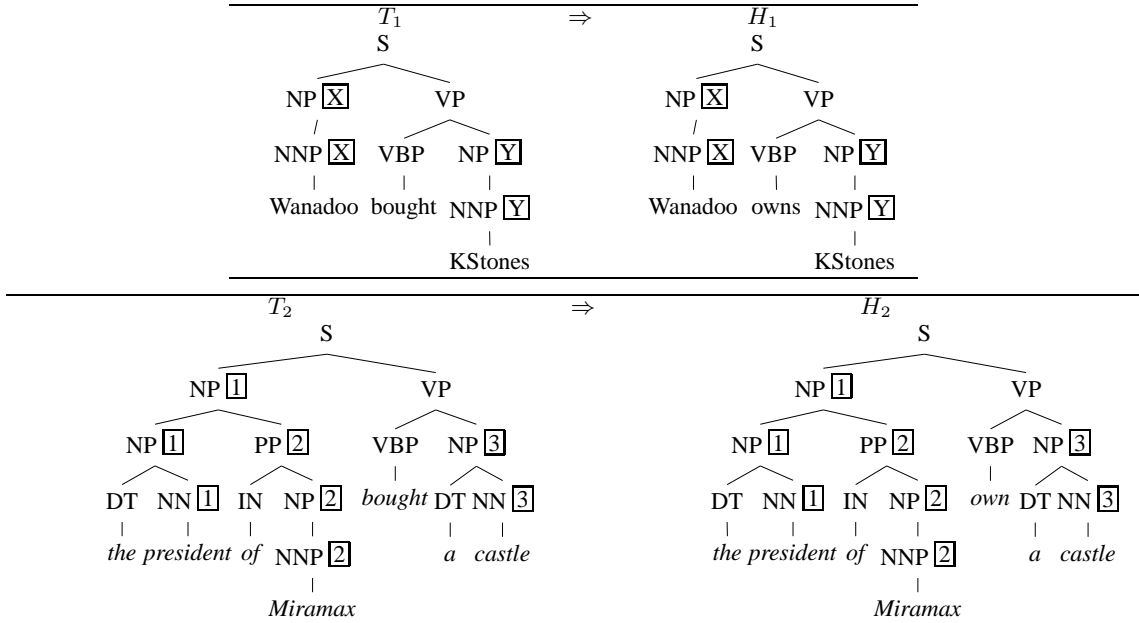 T1 ⇒ H1
S S
NP X VP NP X VP
NNP X VBP NP Y NNP X VBP NP Y
Wanadoo bought NNP Y Wanadoo owns NNP Y
KStones KStones
T2 ⇒ H2
S S
NP 1 VP NP 1 VP
NP 1 PP 2 VBP NP 3 NP 1 PP 2 VBP NP 3
DT NN 1 IN NP 2 bought DT NN 3 DT NN 1 IN NP 2 own DT NN 3
the president of NNP 2 a castle the president of NNP 2 a castle
Miramax Miramax